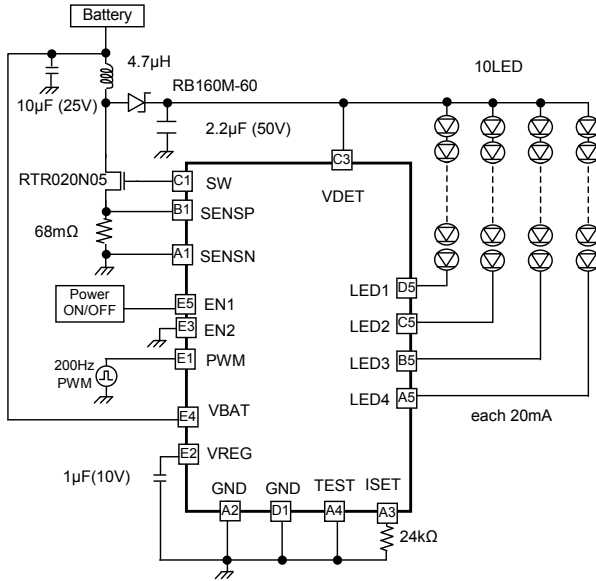 Battery
4.7μH
RB160M-60
10LED
10μF (25V)
2.2μF (50V)
C3
VDET
RTR020N05
C1
SW
B1
SENSP
68mΩ
A1
SENSN
D5
LED1
Power
ON/OFF
E5
EN1
E3
EN2
C5
LED2
E1
PWM
B5
LED3
200Hz
PWM
A5
LED4
each 20mA
E4
VBAT
E2
VREG
1μF(10V)
GND
GND
TEST
ISET
A2
D1
A4
A3
24kΩ